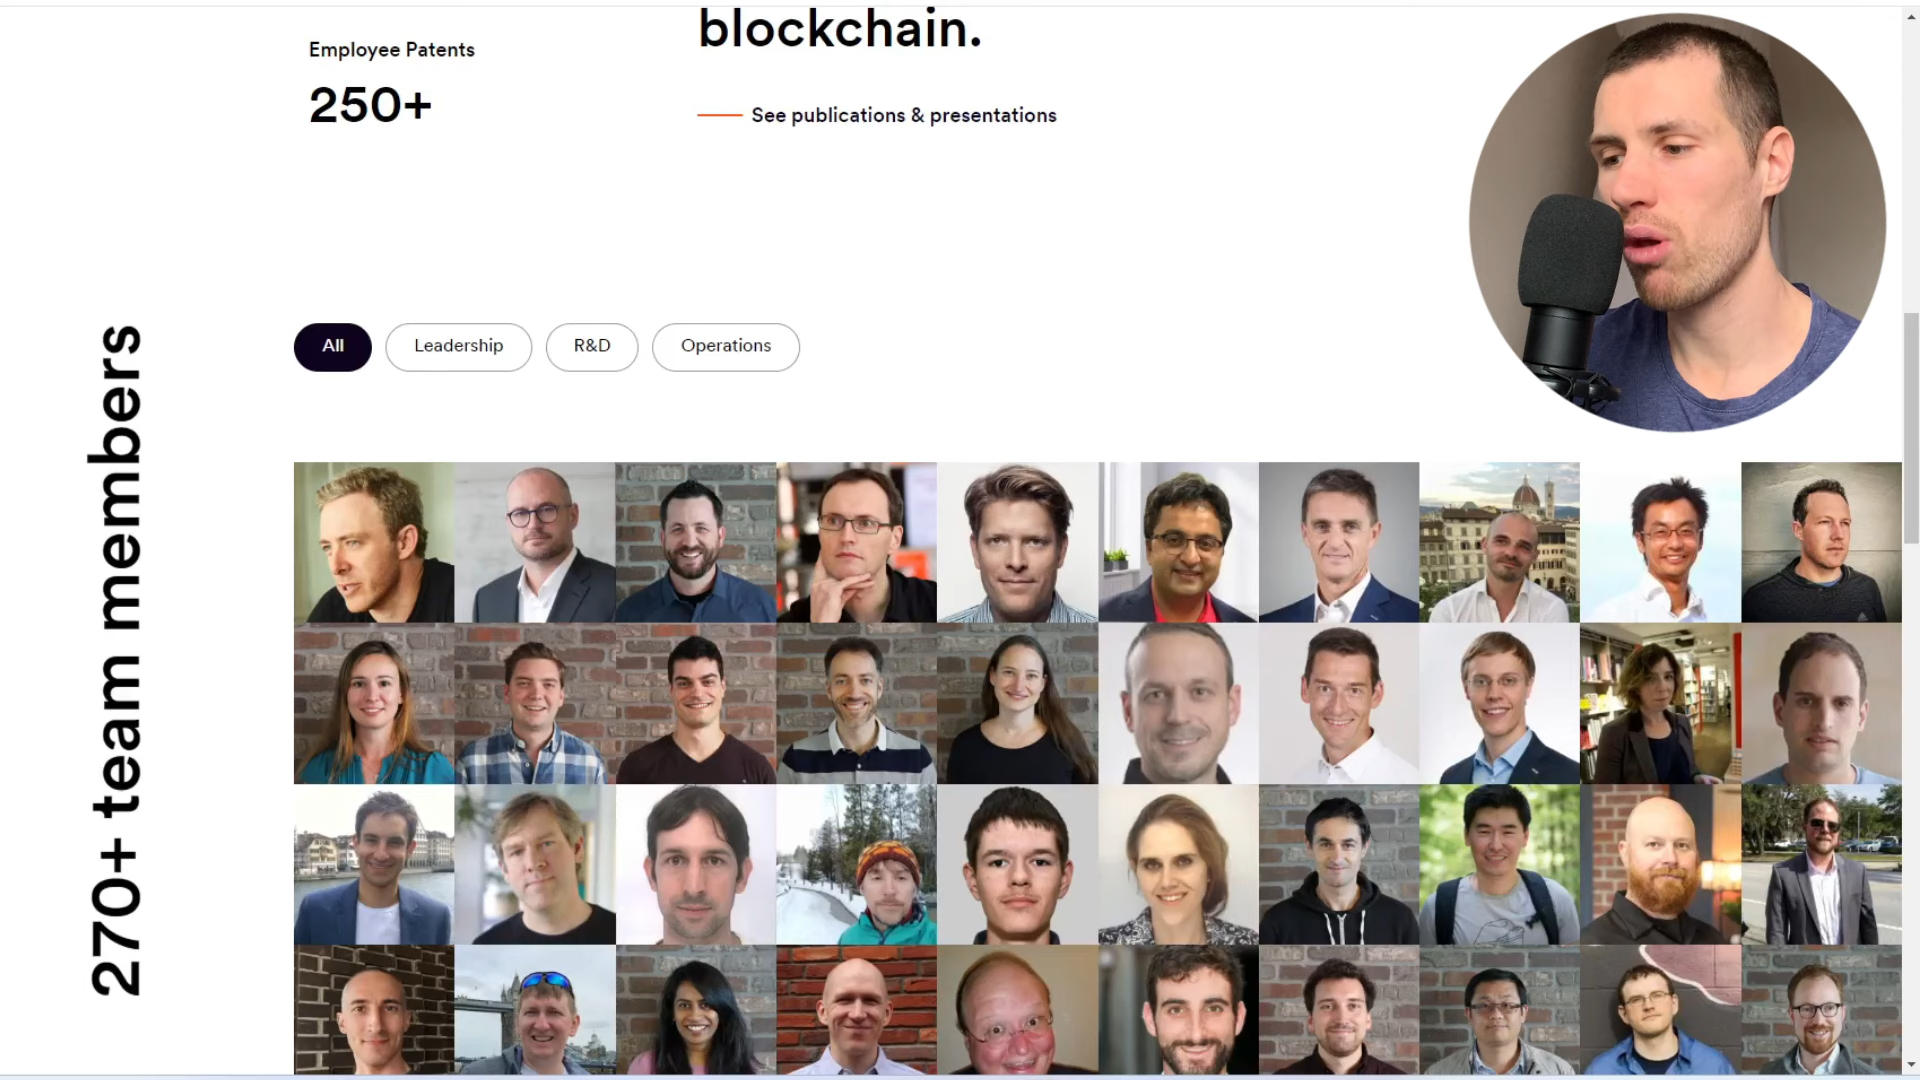 blockchain.
Employee Patents
250+
See publications & presentations
All
Leadership
R&D
Operations
270+ team members